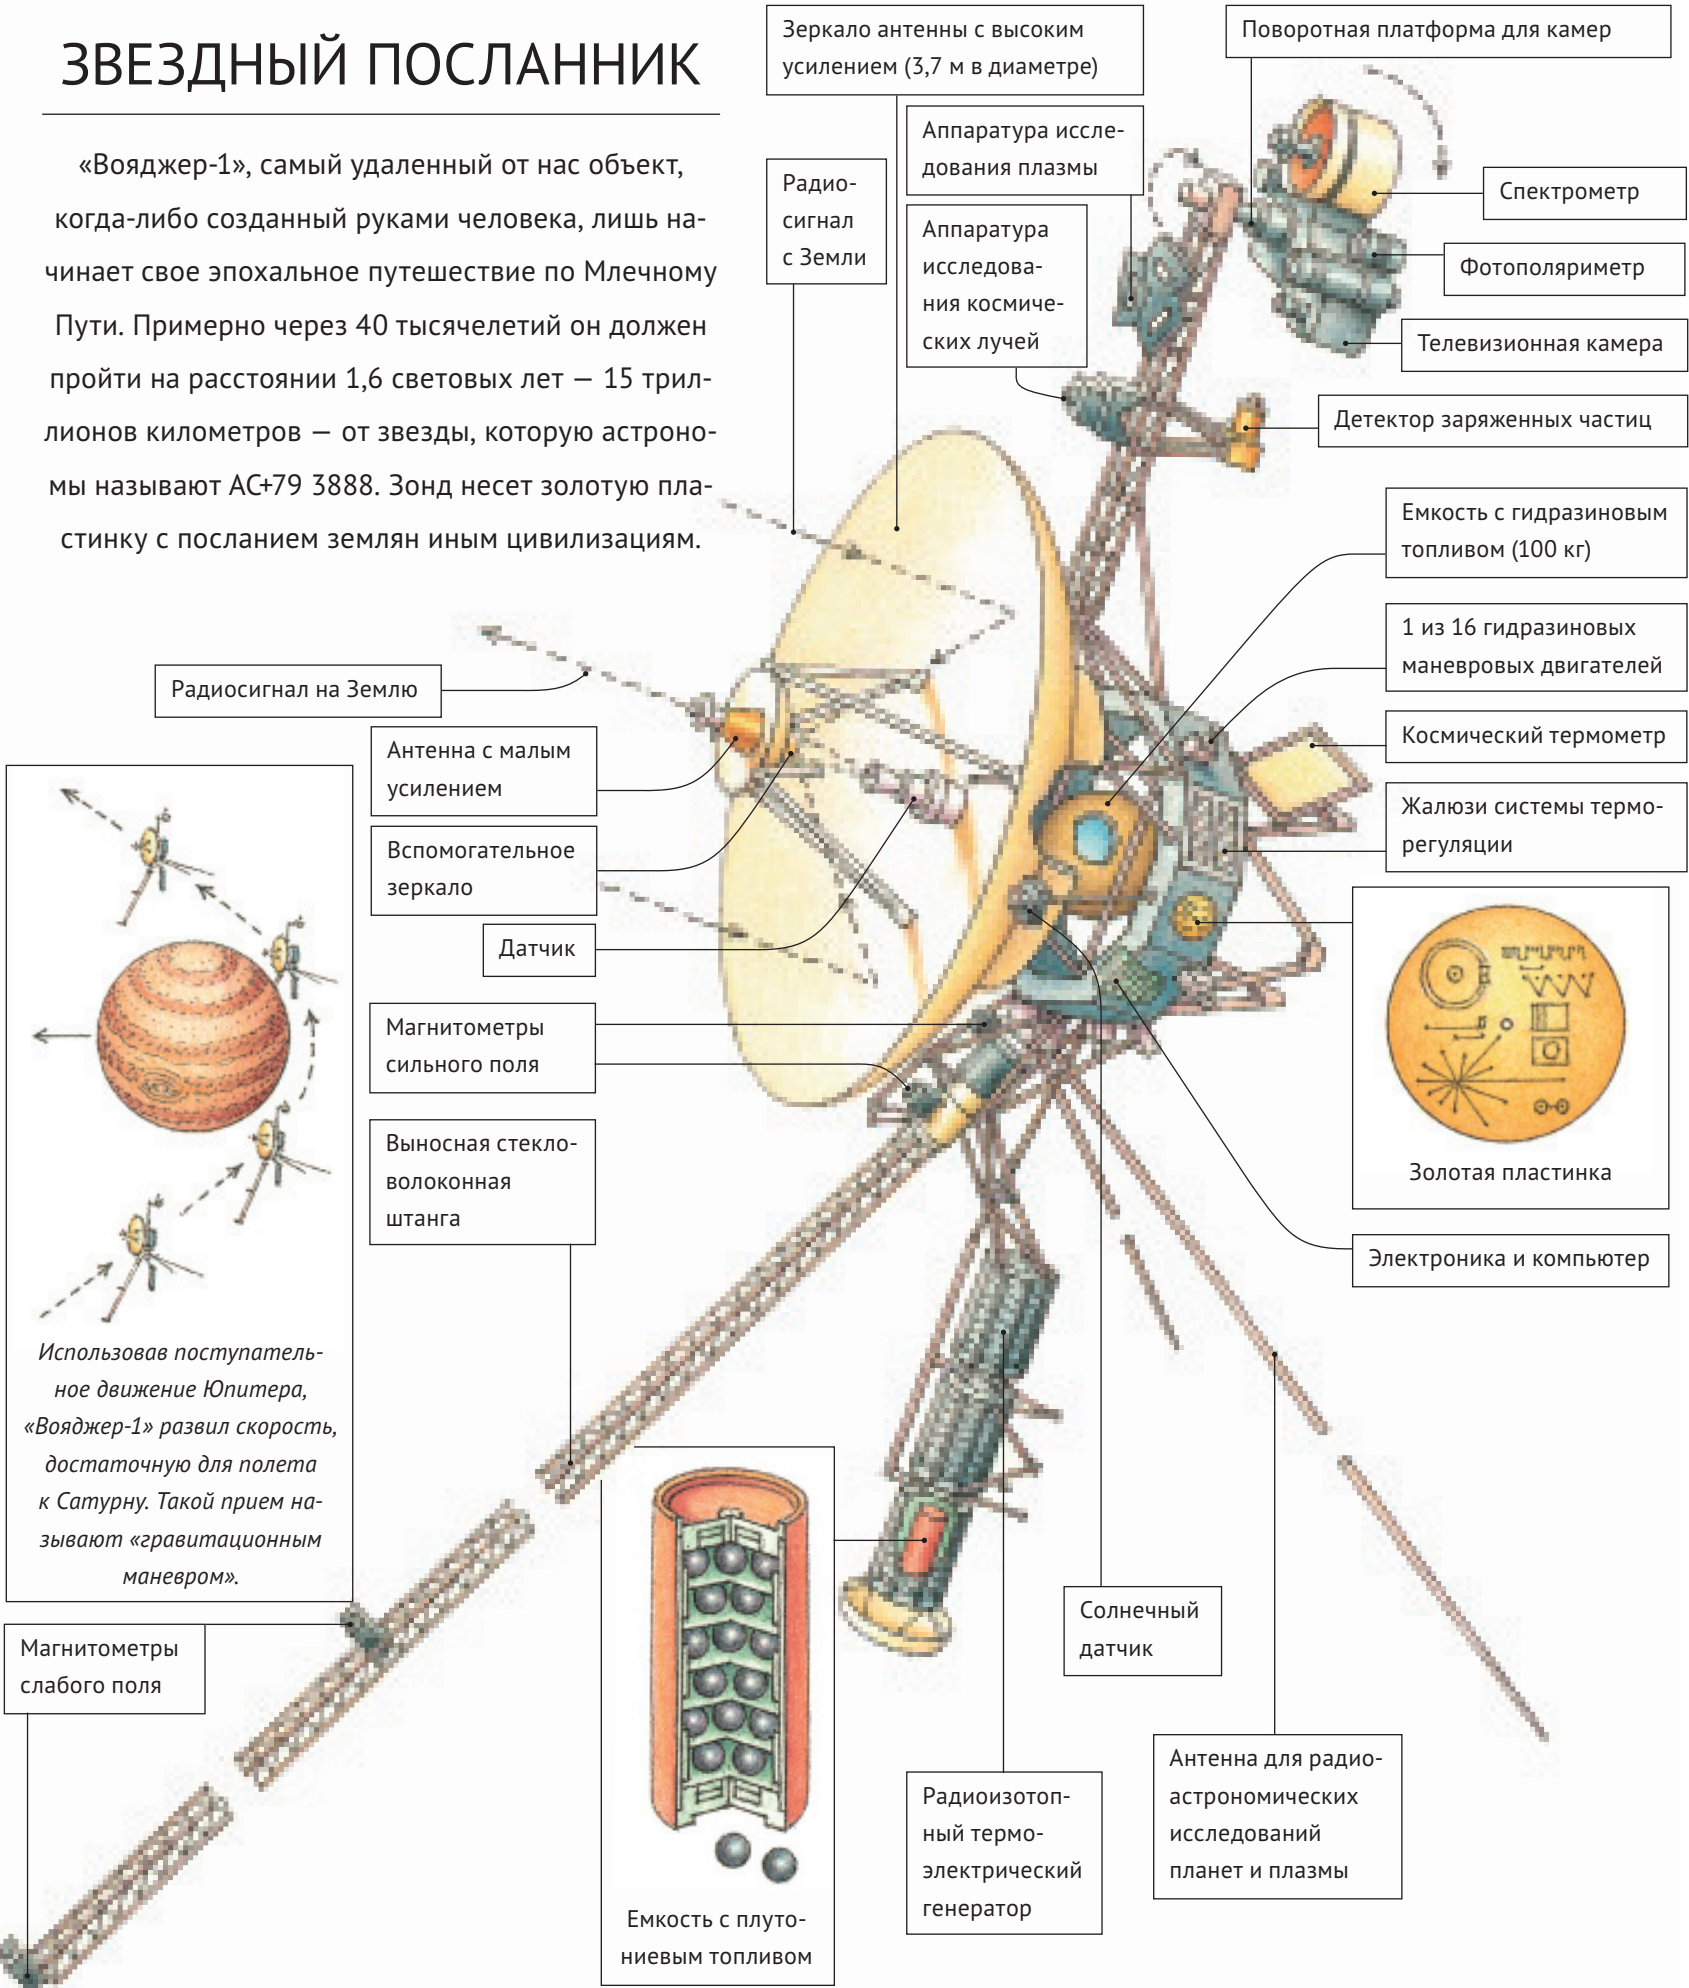 ЗВЕЗДНЫЙ ПОСЛАННИК
«Вояджер-1», самый удаленный от нас объект,
когда-либо созданный руками человека, лишь на-
чинает свое эпохальное путешествие по Млечному
Пути. Примерно через 40 тысячелетий он должен
пройти на расстоянии 1,6 световых лет — 15 трил-
лионов километров — от звезды, которую астроно-
мы называют АС+79 3888. Зонд несет золотую пла-
стинку с посланием землян иным цивилизациям.
Зеркало антенны с высоким
усилением (3,7 м в диаметре)
Поворотная платформа для камер
Аппаратура иссле-
дования плазмы
Радио-
сигнал
с Земли
Аппаратура
исследова-
ния космиче-
ских лучей
Спектрометр
Фотополяриметр
Телевизионная камера
Детектор заряженных частиц
Емкость с гидразиновым
топливом (100 кг)
1 из 16 гидразиновых
маневровых двигателей
Космический термометр
Жалюзи системы термо-
регуляции
Золотая пластинка
Электроника и компьютер
Радиосигнал на Землю
Антенна с малым
усилением
Вспомогательное
зеркало
Датчик
Магнитометры
сильного поля
Выносная стекло-
волоконная
штанга
Использовав поступатель-
ное движение Юпитера,
«Вояджер-1» развил скорость,
достаточную для полета
к Сатурну. Такой прием на-
зывают «гравитационным
маневром».
Магнитометры
слабого поля
Емкость с плуто-
ниевым топливом
Солнечный
датчик
Радиоизотоп-
ный термо-
электрический
генератор
Антенна для радио-
астрономических
исследований
планет и плазмы